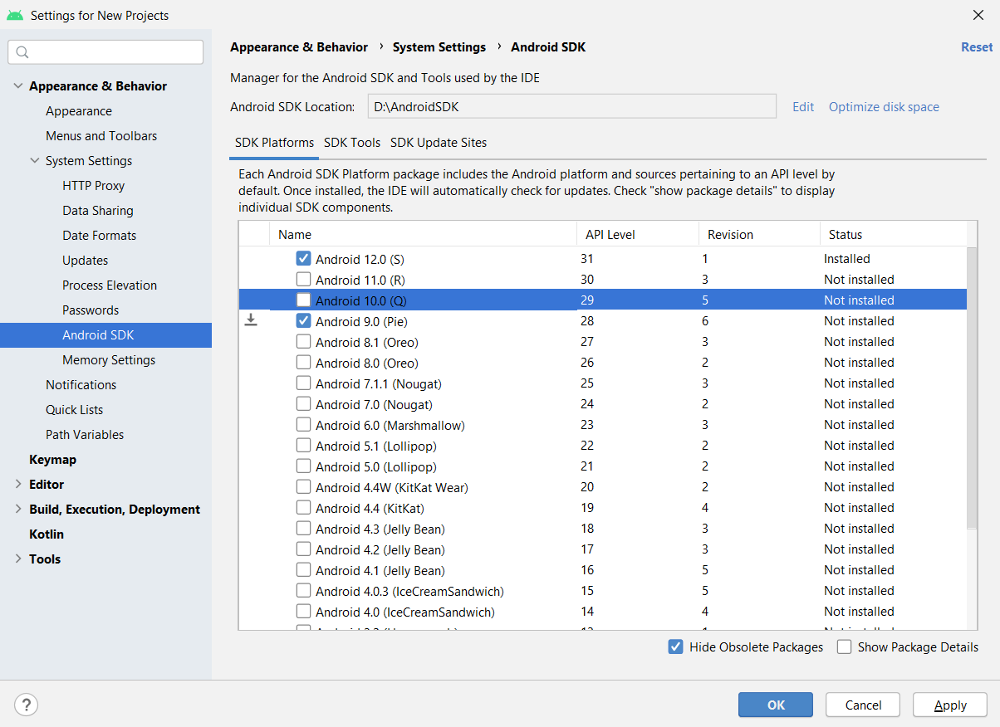 Settings for New Projects
Appearance & Behavior
Appearance
Menus and Toolbars
System Settings
HTTP Proxy
Data Sharing
Date Formats
Updates
Process Elevation
Passwords
Android SDK
Memory Settings
Notifications
Quick Lists
Path Variables
Keymap
Editor
Build, Execution, Deployment
Kotlin
Tools
Appearance & Behavior › System Settings › Android SDK Reset
Manager for the Android SDK and Tools used by the IDE
Android SDK Location: D:\AndroidSDK Edit Optimize disk space
SDK Platforms SDK Tools SDK Update Sites
Each Android SDK Platform package includes the Android platform and sources pertaining to an API level by
default. Once installed, the IDE will automatically check for updates. Check "show package details" to display
individual SDK components.
Name API Level Revision Status
Android 12.0 (S) 31 1 Installed
Android 11.0 (R) 30 3 Not installed
Android 10.0 (Q) 29 5 Not installed
Android 9.0 (Pie) 28 6 Not installed
Android 8.1 (Oreo) 27 3 Not installed
Android 8.0 (Oreo) 26 2 Not installed
Android 7.1.1 (Nougat) 25 3 Not installed
Android 7.0 (Nougat) 24 2 Not installed
Android 6.0 (Marshmallow) 23 3 Not installed
Android 5.1 (Lollipop) 22 2 Not installed
Android 5.0 (Lollipop) 21 2 Not installed
Android 4.4W (KitKat Wear) 20 2 Not installed
Android 4.4 (KitKat) 19 4 Not installed
Android 4.3 (Jelly Bean) 18 3 Not installed
Android 4.2 (Jelly Bean) 17 3 Not installed
Android 4.1 (Jelly Bean) 16 5 Not installed
Android 4.0.3 (IceCreamSandwich) 15 5 Not installed
Android 4.0 (IceCreamSandwich) 14 4 Not installed
Hide Obsolete Packages Show Package Details
? OK Cancel Apply